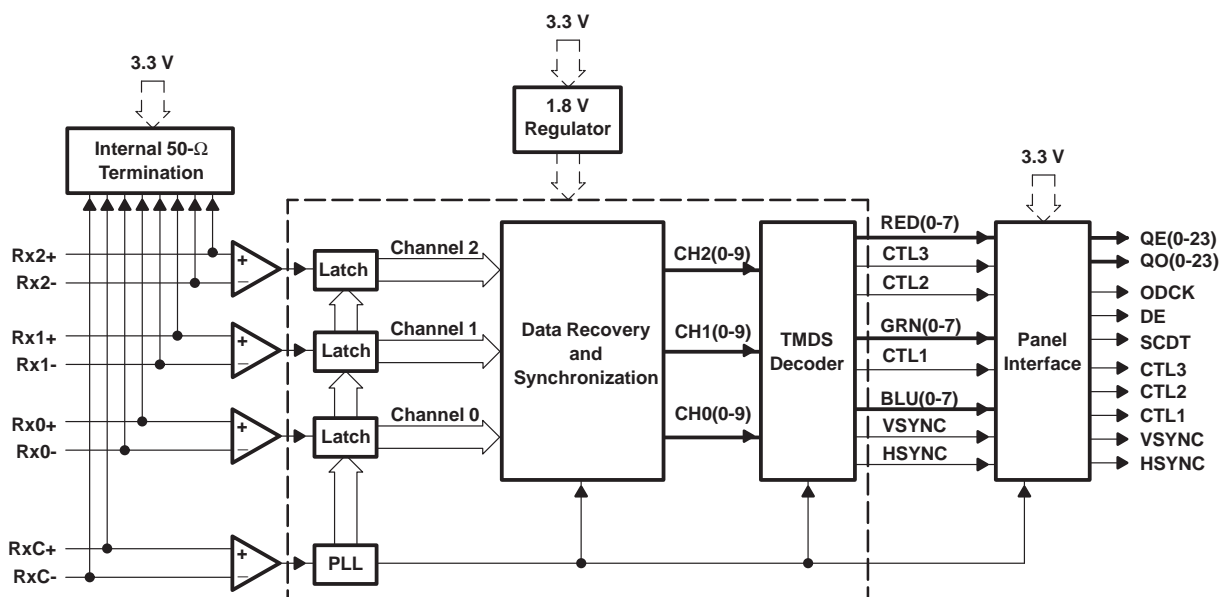 3.3 V
3.3 V
1.8 V
Regulator
Internal 50-Ω
Termination
3.3 V
Rx2+
Rx2-
Rx1+
Rx1-
Rx0+
Rx0-
RxC+
RxC-
+
−
+
−
+
−
+
−
Latch
Latch
Latch
PLL
Channel 2
Channel 1
Channel 0
Data Recovery
and
Synchronization
CH2(0-9)
CH1(0-9)
CH0(0-9)
TMDS
Decoder
RED(0-7)
CTL3
CTL2
GRN(0-7)
CTL1
BLU(0-7)
VSYNC
HSYNC
Panel
Interface
QE(0-23)
QO(0-23)
ODCK
DE
SCDT
CTL3
CTL2
CTL1
VSYNC
HSYNC